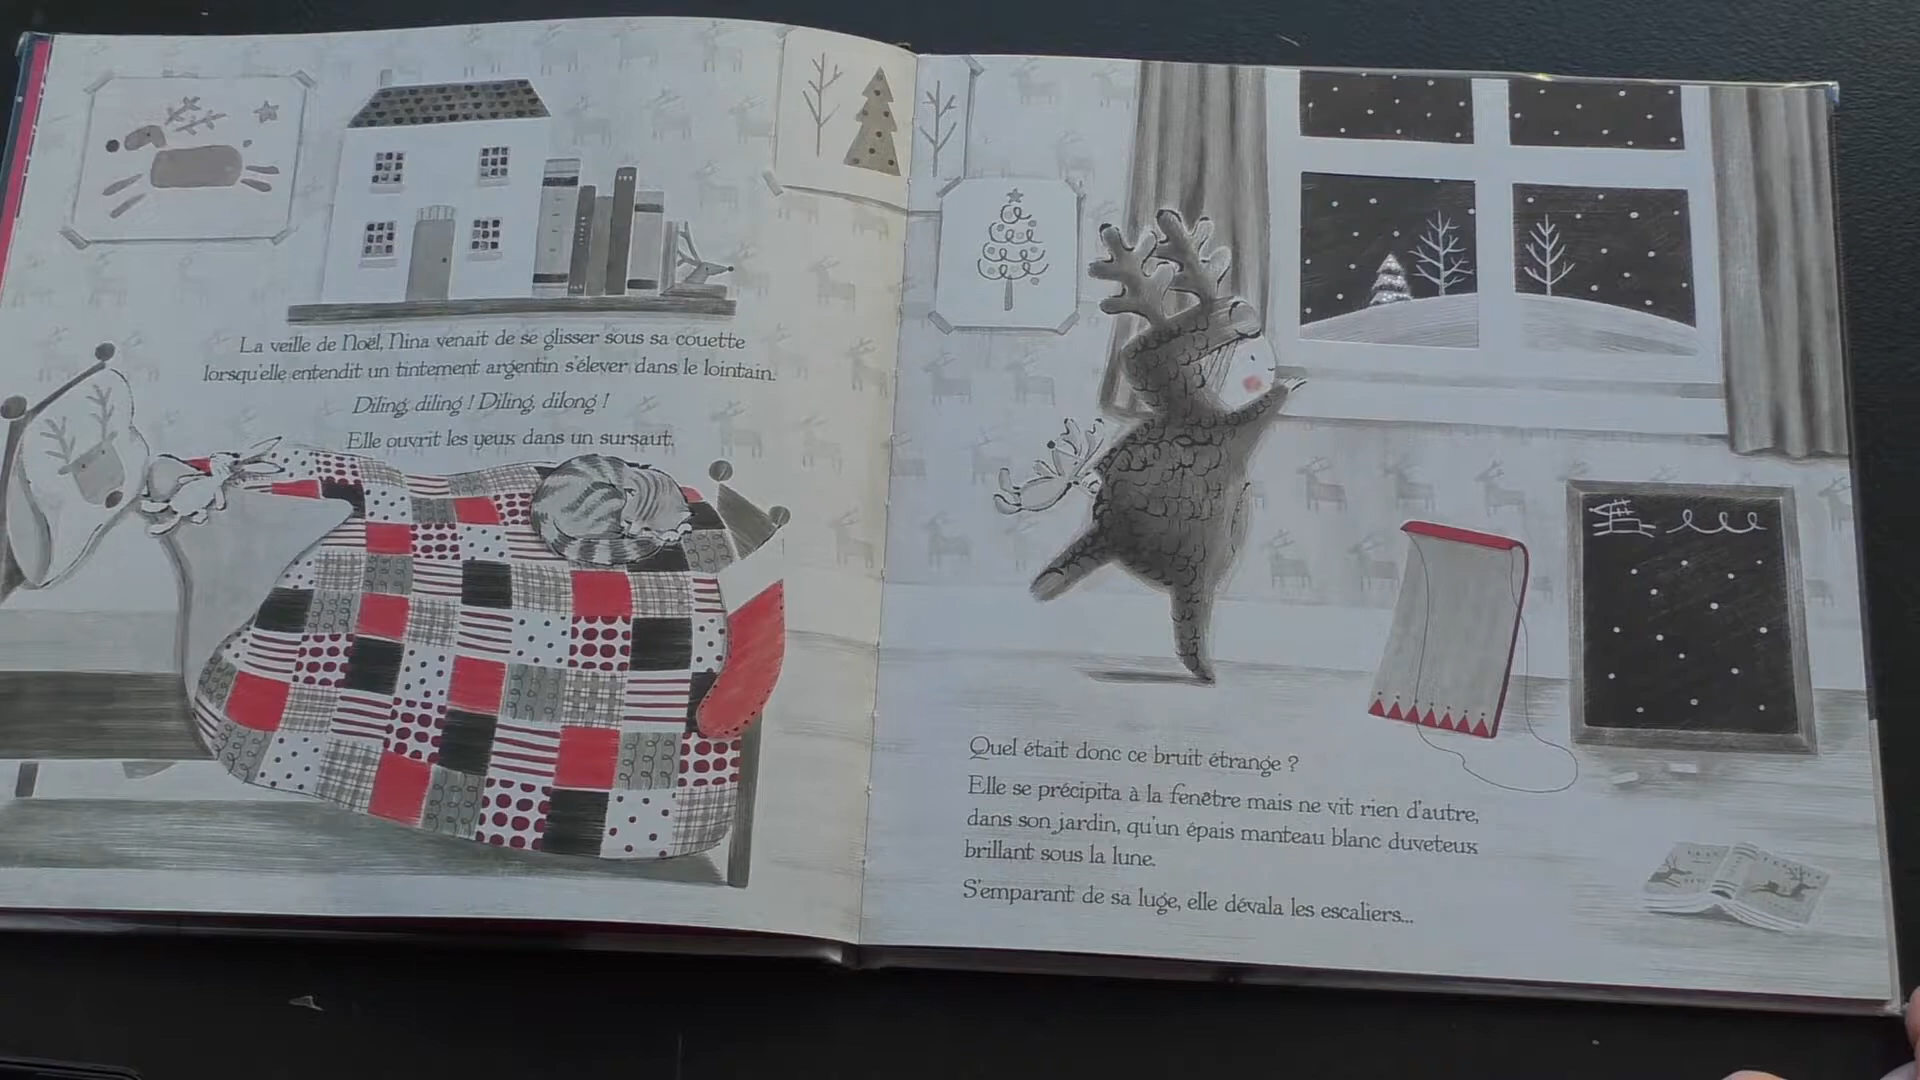 La veille de Noël, Nina venait de se glisser sous sa couette
lorsqu'elle entendit un tintement argentin s'élever dans le lointain.
Diling, diling ! Diling, dilong !
Elle ouvrit les yeux dans un sursaut.
Quel était donc ce bruit étrange ?
Elle se précipita à la fenêtre mais ne vit rien d'autre,
dans son jardin, qu'un épais manteau blanc duveteux
brillant sous la lune.
S'emparant de sa luge, elle dévala les escaliers...